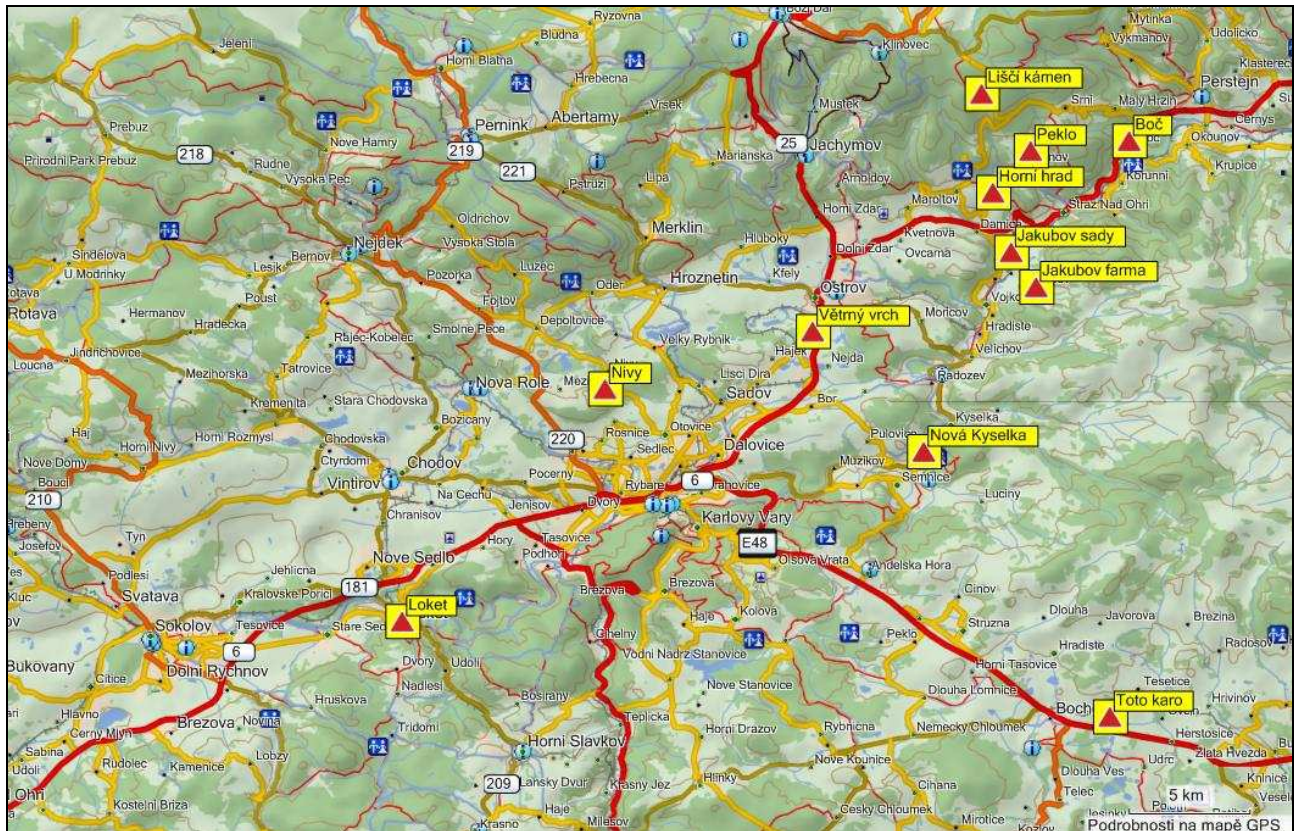 Bozi Dar
Ryzovna
Bludna
Jeleni
Horni Blatna
Hrebecna
Klinovec
Mytinka
Vykmanov
Udolicko
Klasterec
Perstejn
Liščí kámen
Prebuz
Nove Hamry
Pernink
Abertamy
Vrsek
Mustek
Srni
Maly Hrzin
Cernys
Boč
Okounov
Peklo
218
Prirodni Park Prebuz
Rudne
Vysoka Pec
219
221
Pstruzi
Lipa
Marianska
25
Jachymov
Arnoldov
Krupice
Korunni
Horní hrad
Maroltov
Horni Zdar
Straz Nad Ohri
Damice
Oldrichov
Vysoka Stola
Merklin
Kvetnova
Sindelova
Nejdek
Bernov
Hluboky
Dolni Zdar
Ovcarna
Jakubov sady
U Modrinky
Lesik
Pozorka
Luzec
Kfely
Jakubov farma
Rotava
Poust
Oder
Hroznetin
Ostrov
Hermanov
Fojtov
Depoltovice
Moricov
Hradecka
Smolne Pece
Větrný vrch
Hradiste
Rajec-Kobelec
Velky Rybnik
Hajek
Velichov
Jindrichovice
Loucna
Nejda
Mezihorska
Tatrovice
Nova Role
Nivy
Lisci Dira
Radozev
Kremenita
Stara Chodovska
Sadov
Bor
Haj
Horni Rozmysl
Bozicany
Otovice
Kyselka
Horni Nivy
Chodovska
220
Rosnice
Sedlec
Dalovice
Pulovice
Nová Kyselka
Nove Domy
Ctyrdomi
Chodov
Pocerny
Muzikov
Semnice
210
Vintirov
Na Cechu
Rybare
6
Luciny
Chranisov
Jenisov
Dvory
Karlovy Vary
Josefov
Tyn
Hory
Tasovice
E48
Nove Sedlo
Podhori
Olsova Vrata
Andelska Hora
Podlesi
Jehlicna
181
Svatava
Kralovske Porici
Brezova
Brezova
Cinov
Kluc
Loket
Haje
Kolova
Struzna
Dlouha
Javorova
Brezina
Sokolov
Tesovice
Cihelny
Hradiste
Radosov
Bukovany
6
Dvory
Udoli
Vodni Nadrz Stanovice
Peklo
Dolni Rychnov
Horni Tasovice
Citice
Nadlesi
Nove Stanovice
Tesetice
Hruskova
Bosirany
Dlouha Lomnice
Hrivinov
Hlavno
Brezova
Novina
Teplicka
Toto karo
Cerny Mlyn
Tridomi
Horni Drazov
Rybnicna
Nemecky Chloumek
Herstosice
Sabina
Lobzy
Horni Slavkov
Zlata Hvezda
Udoli
Rudolec
Kamenice
Nove Kounice
Udrc
209
Lansky Dvur
Krasny Jez
Hlinky
Cihana
Dlouha Ves
Telec
5 km
Kostelni Briza
Haje
Cesky Chloumek
Mirotice
Krasno
Milesov
Podrobnosti na mapě GPS